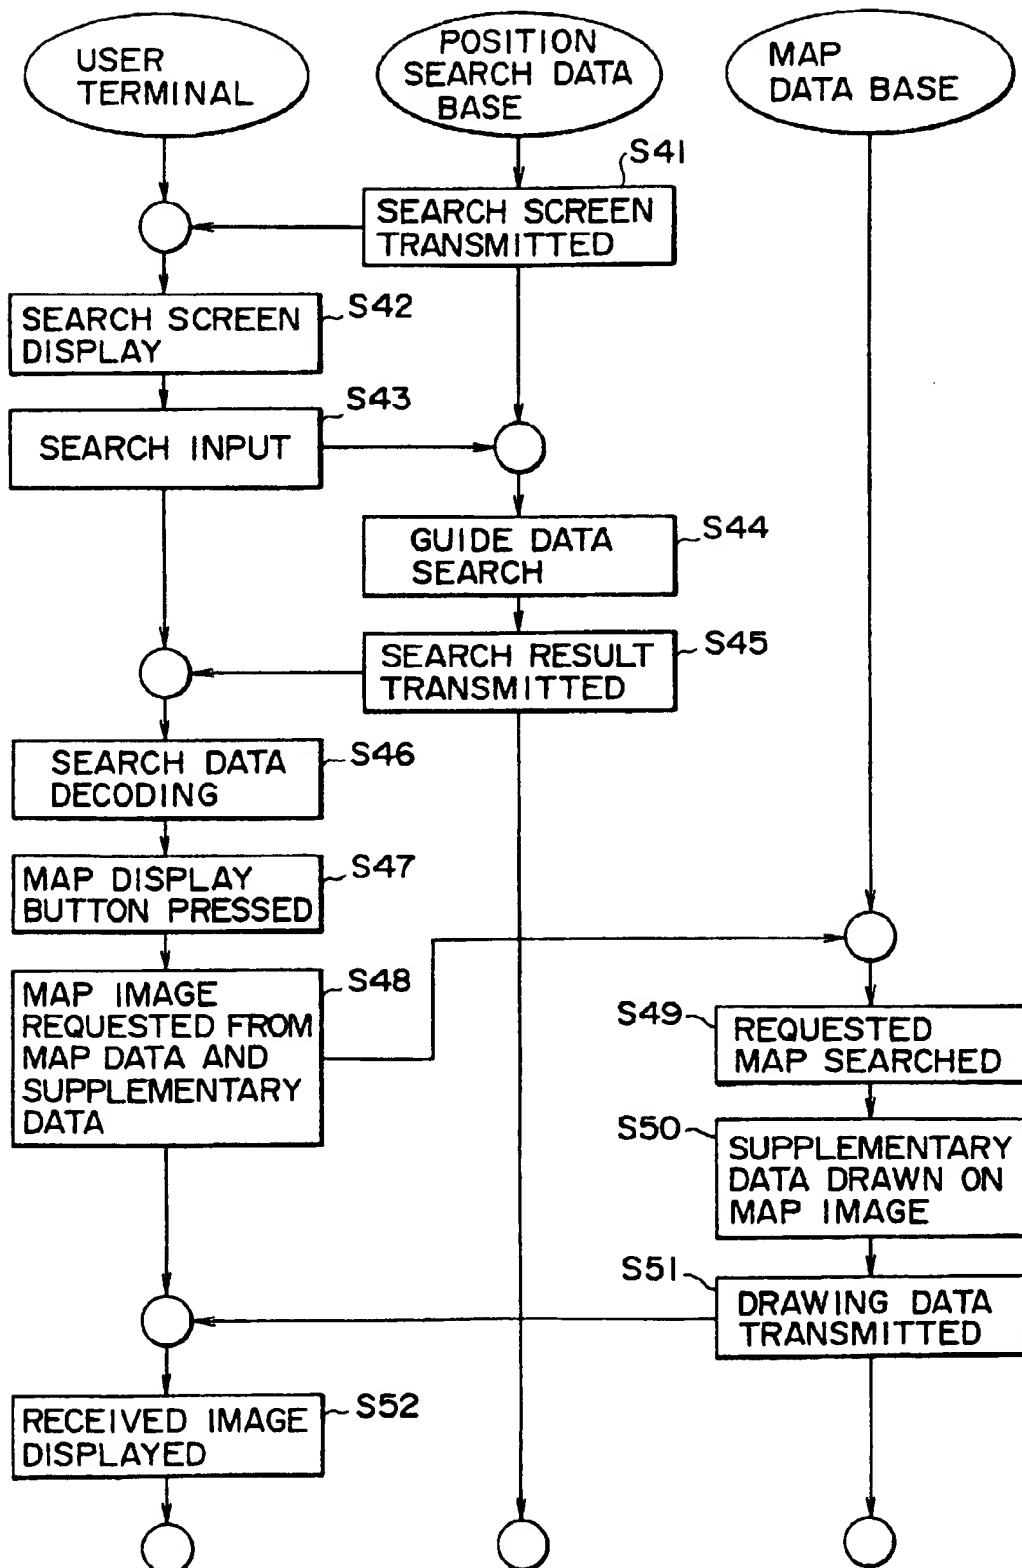 USER
TERMINAL
POSITION
SEARCH DATA
BASE
MAP
DATA BASE
S41
SEARCH SCREEN
TRANSMITTED
S42
SEARCH SCREEN
DISPLAY
S43
SEARCH INPUT
S44
GUIDE DATA
SEARCH
S45
SEARCH RESULT
TRANSMITTED
S46
SEARCH DATA
DECODING
S47
MAP DISPLAY
BUTTON PRESSED
S48
MAP IMAGE
REQUESTED FROM
MAP DATA AND
SUPPLEMENTARY
DATA
S49
REQUESTED
MAP SEARCHED
S50
SUPPLEMENTARY
DATA DRAWN ON
MAP IMAGE
S51
DRAWING DATA
TRANSMITTED
S52
RECEIVED IMAGE
DISPLAYED